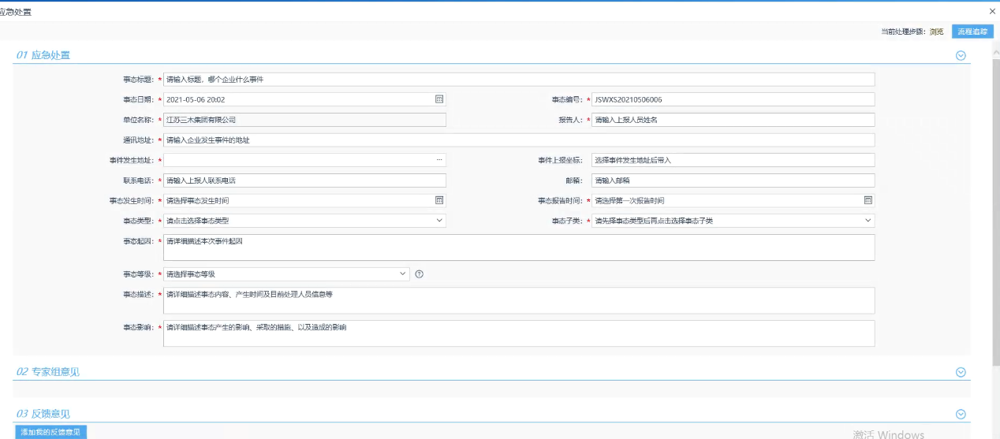 应急处置
当前处理步骤: 浏览 流程追踪
01 应急处置
事态标题: * 请输入标题, 哪个企业什么事件
事态日期: * 2021-05-06 20:02 事态编号: * JSWXS20210506006
单位名称: * 江苏三木集团有限公司 报告人: * 请输入上报人员姓名
通讯地址: * 请输入企业发生事件的地址
事件发生地址: * ... 事件上报坐标: 选择事件发生地址后带入
联系电话: * 请输入上报人联系电话 邮箱: 请输入邮箱
事态发生时间: * 请选择事态发生时间 事态报告时间: * 请选择第一次报告时间
事态类型: * 请点击选择事态类型 事态子类: * 请先择事态类型后再点击选择事态子类
事态起因: * 请详细描述本次事件起因
事态等级: * 请选择事态等级
事态描述: * 请详细描述事态内容、产生时间及目前处理人员信息等
事态影响: * 请详细描述事态产生的影响、采取的措施、以及造成的影响
02 专家组意见
03 反馈意见
添加我的反馈意见
激活 Windows